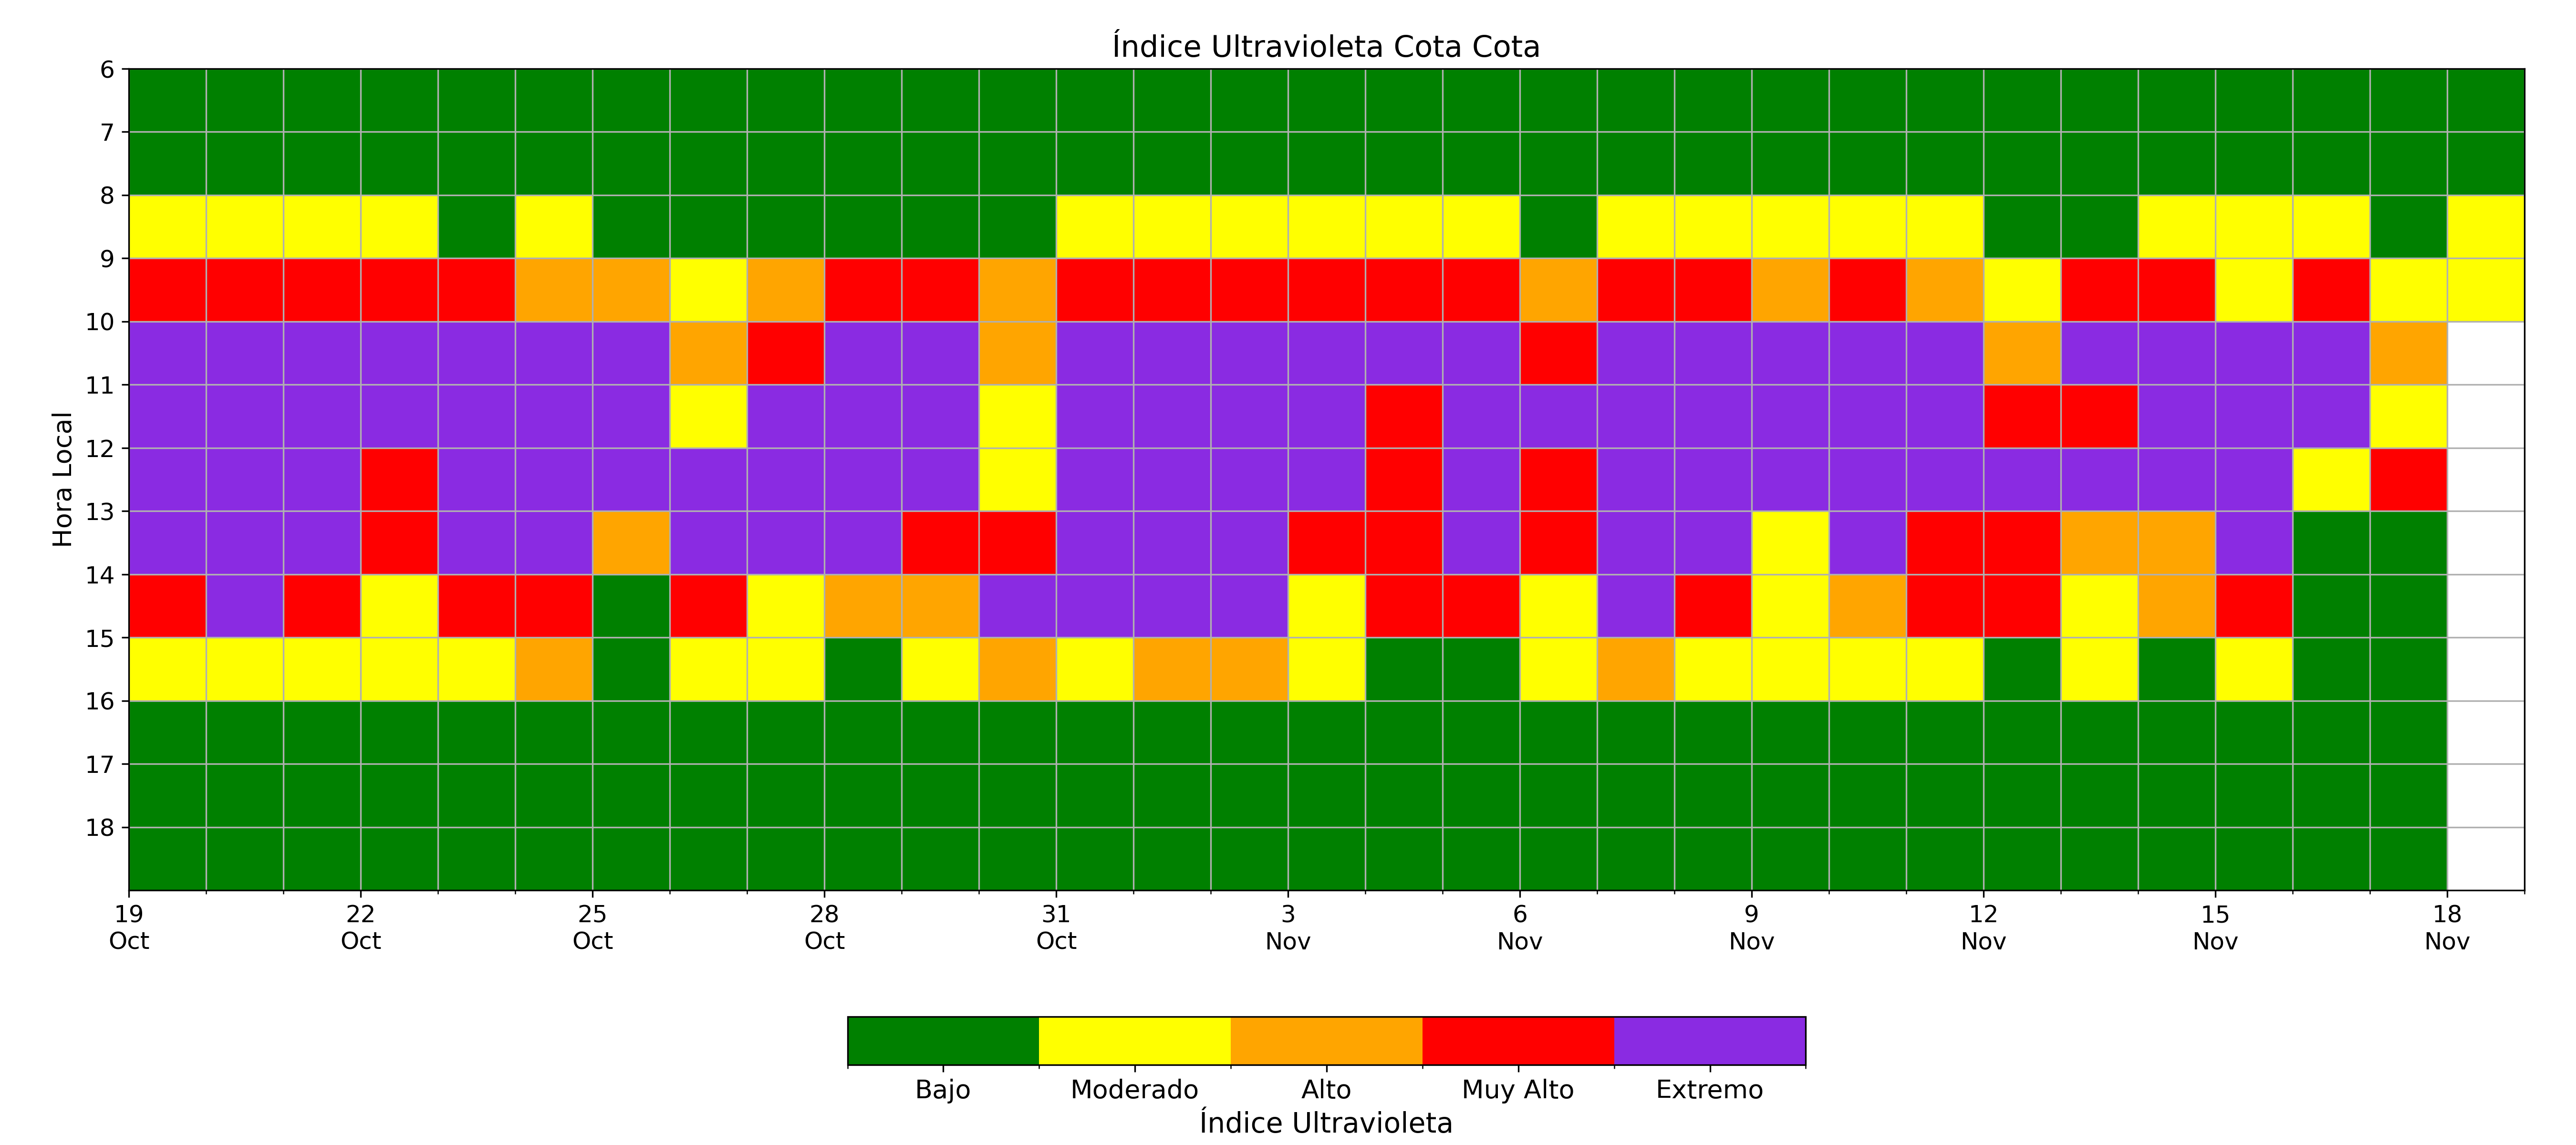 Índice Ultravioleta Cota Cota
6
7
8
9
10
11
12
13
14
15
16
17
18
Hora Local
19 22 25 28 31 3 6 9 12 15 18
Oct Oct Oct Oct Oct Nov Nov Nov Nov Nov Nov
Bajo Moderado Alto Muy Alto Extremo
Índice Ultravioleta